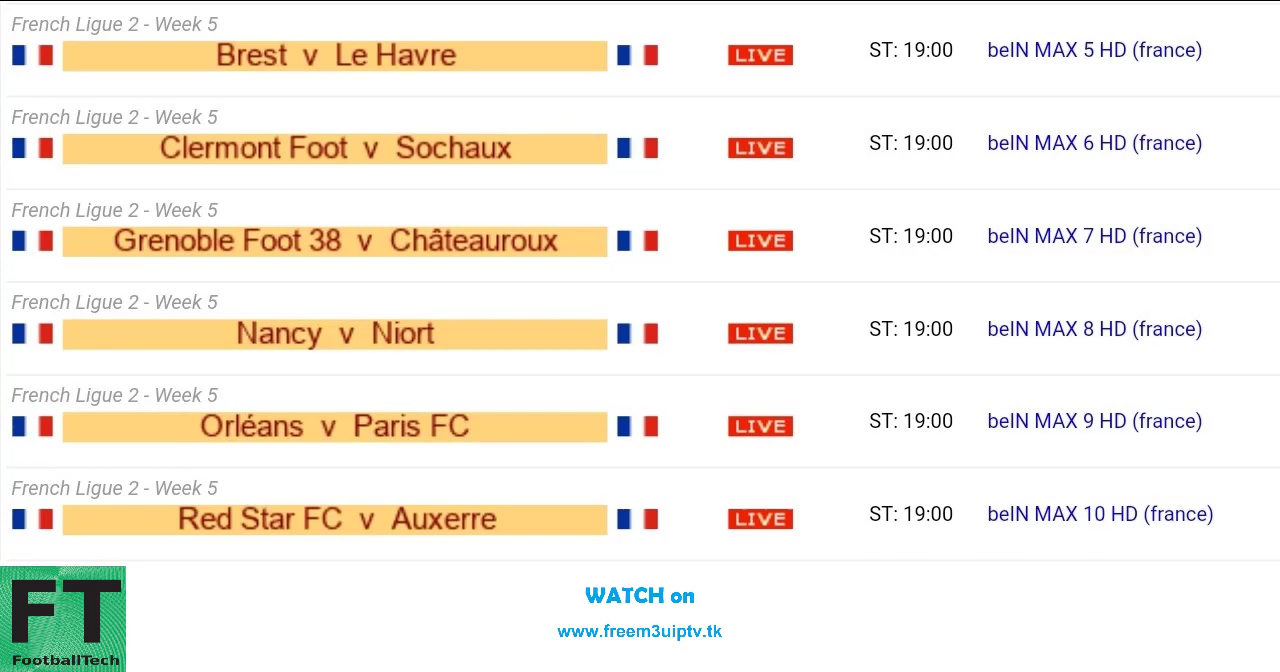 French Ligue 2 - Week 5
Brest v Le Havre LIVE ST: 19:00 beIN MAX 5 HD (france)
French Ligue 2 - Week 5
Clermont Foot v Sochaux LIVE ST: 19:00 beIN MAX 6 HD (france)
French Ligue 2 - Week 5
Grenoble Foot 38 v Châteauroux LIVE ST: 19:00 beIN MAX 7 HD (france)
French Ligue 2 - Week 5
Nancy v Niort LIVE ST: 19:00 beIN MAX 8 HD (france)
French Ligue 2 - Week 5
Orléans v Paris FC LIVE ST: 19:00 beIN MAX 9 HD (france)
French Ligue 2 - Week 5
Red Star FC v Auxerre LIVE ST: 19:00 beIN MAX 10 HD (france)
FT
FootballTech
WATCH on
www.freem3uiptv.tk